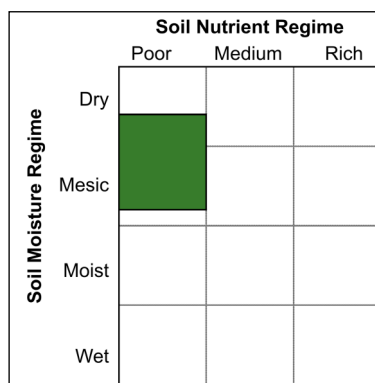 Soil Nutrient Regime
Poor Medium Rich
Soil Moisture Regime
Dry
Mesic
Moist
Wet